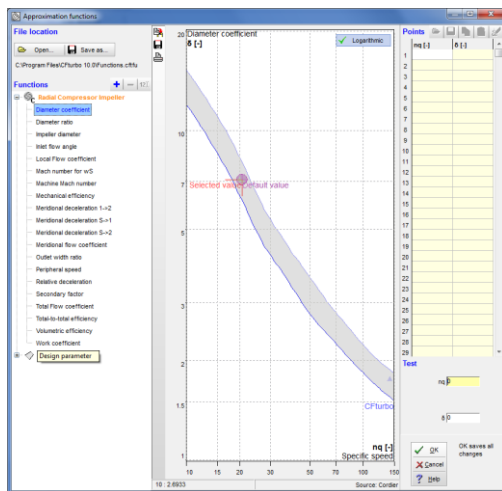 Approximation functions
File location
Open...
Save as...
C:\Program Files\CFturbo 10.0\Functions.cftfu
Functions
Radial Compressor Impeller
Diameter coefficient
Diameter ratio
Impeller diameter
Inlet flow angle
Local Flow coefficient
Mach number for wS
Machine Mach number
Mechanical efficiency
Meridional deceleration 1->2
Meridional deceleration S->1
Meridional deceleration S->2
Meridional flow coefficient
Outlet width ratio
Peripheral speed
Relative deceleration
Secondary factor
Total Flow coefficient
Total-to-total efficiency
Volumetric efficiency
Work coefficient
Design parameter
Diameter coefficient
δ [-]
Logarithmic
20
10
7
5
3
2
1.5
1
Selected value
Default value
CFturbo
nq [-]
Specific speed
10 15 20 30 50 70 100 150
10 : 2.6933
Source: Cordier
Points
nq [-] δ [-]
1
2
3
4
5
6
7
8
9
10
11
12
13
14
15
16
17
18
19
20
21
22
23
24
25
26
27
28
29
Test
nq 0
δ 0
OK
Cancel
Help
OK saves all
changes